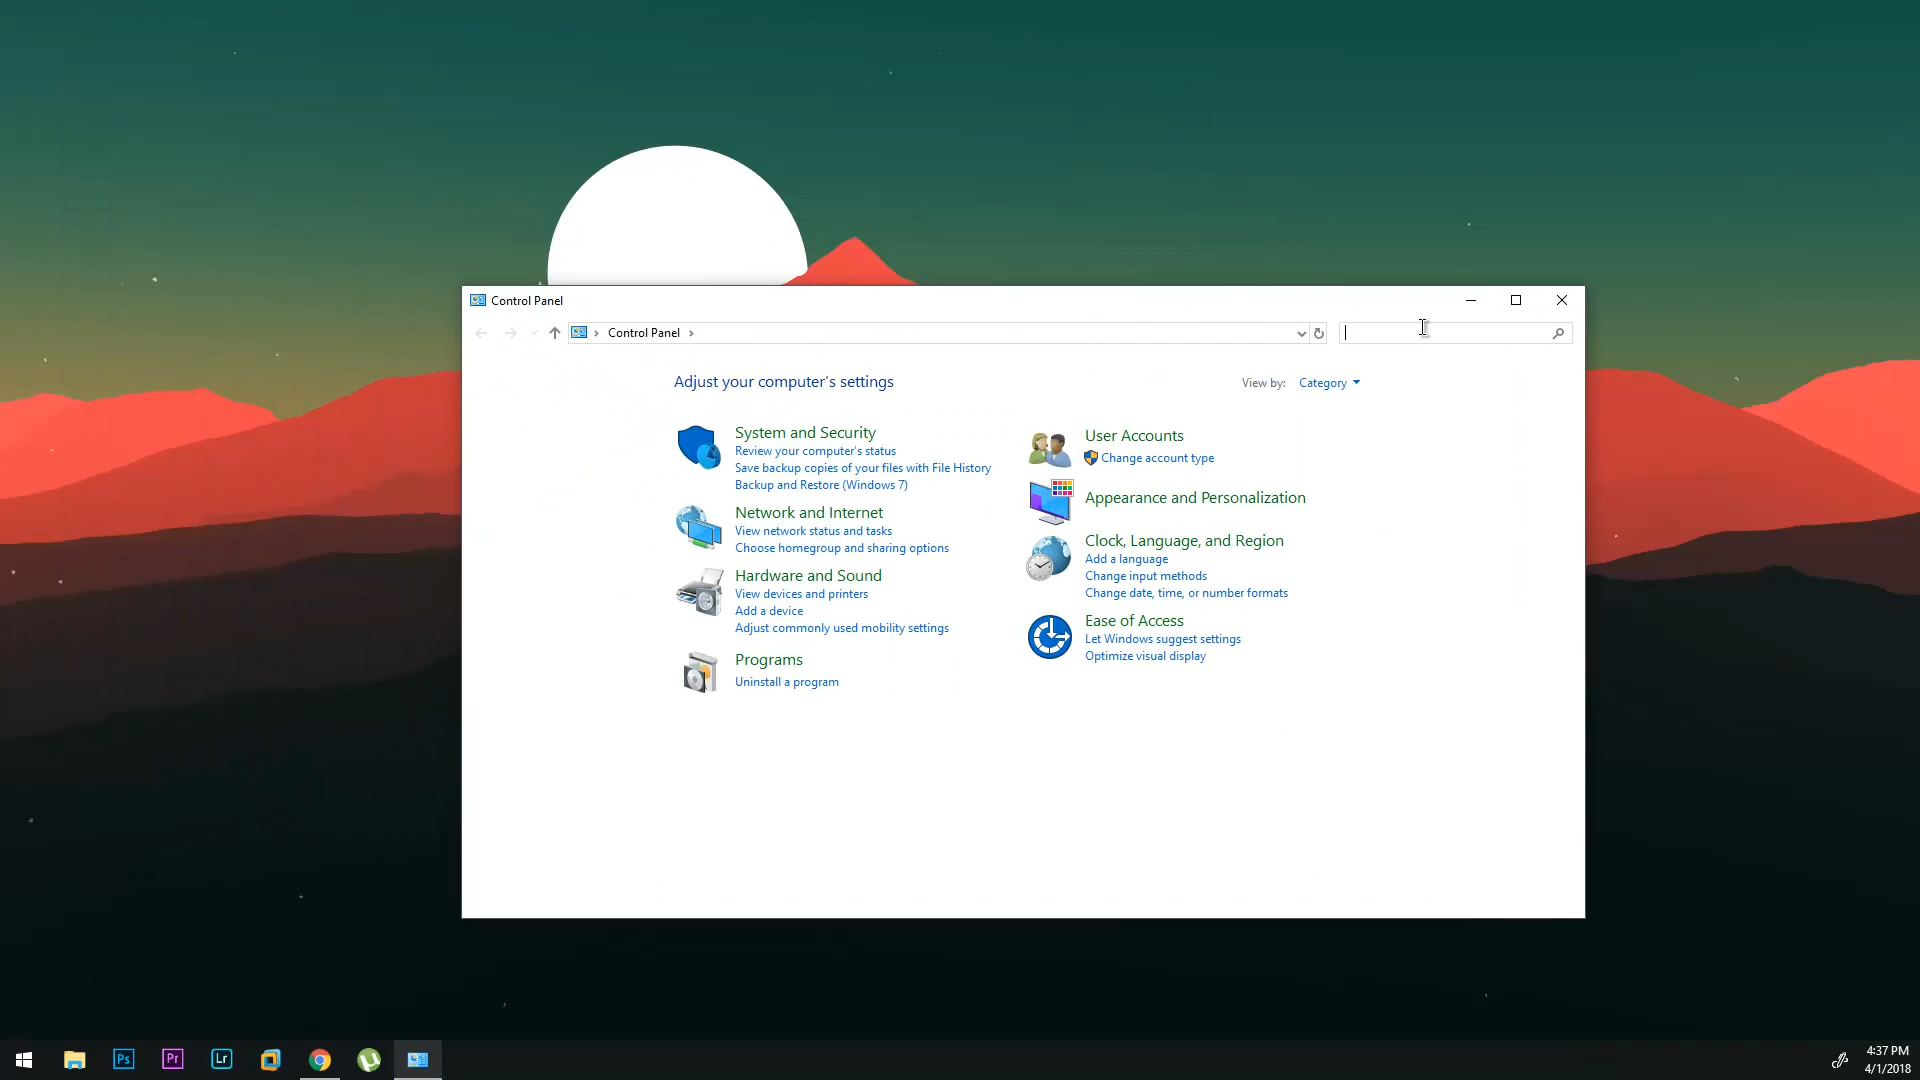 Control Panel
Control Panel
Adjust your computer's settings
View by: Category
System and Security
Review your computer's status
Save backup copies of your files with File History
Backup and Restore (Windows 7)
Network and Internet
View network status and tasks
Choose homegroup and sharing options
Hardware and Sound
View devices and printers
Add a device
Adjust commonly used mobility settings
Programs
Uninstall a program
User Accounts
Change account type
Appearance and Personalization
Clock, Language, and Region
Add a language
Change input methods
Change date, time, or number formats
Ease of Access
Let Windows suggest settings
Optimize visual display
Ps
Pr
Lr
4:37 PM
4/1/2018